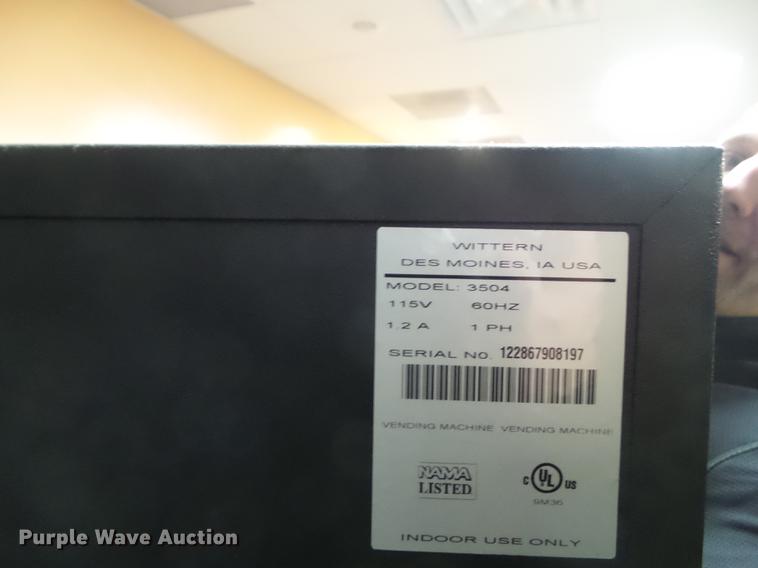 WITTERN
DES MOINES, IA USA
MODEL: 3504
115V 60HZ
1.2 A 1 PH
SERIAL NO. 122867908197
VENDING MACHINE VENDING MACHINE
NAMA
LISTED
C UL US
9M36
INDOOR USE ONLY
Purple Wave Auction